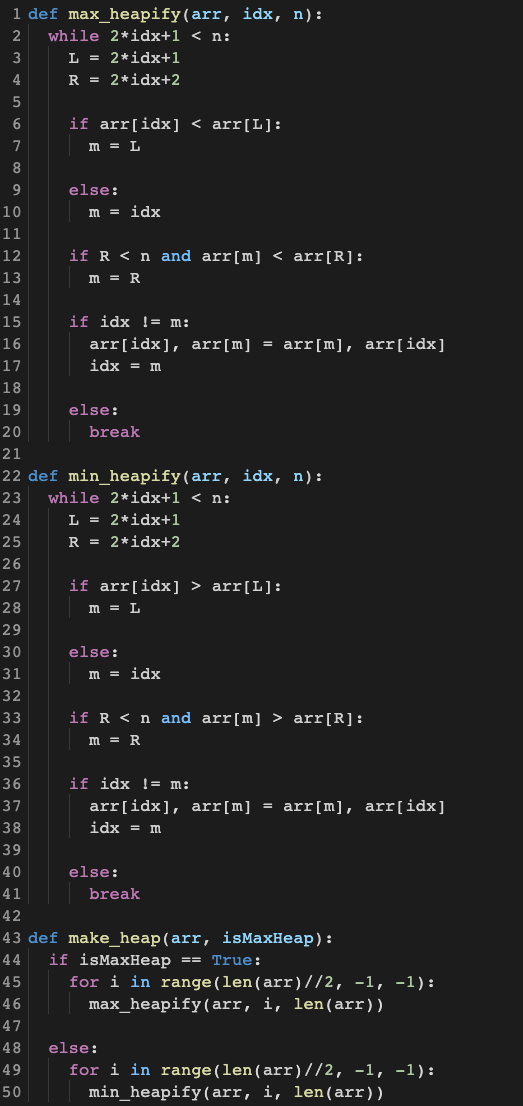 1 def max_heapify(arr, idx, n):
2   while 2*idx+1 < n:
3     L = 2*idx+1
4     R = 2*idx+2
5
6     if arr[idx] < arr[L]:
7       m = L
8
9     else:
10       m = idx
11
12     if R < n and arr[m] < arr[R]:
13       m = R
14
15     if idx != m:
16       arr[idx], arr[m] = arr[m], arr[idx]
17       idx = m
18
19     else:
20       break
21
22 def min_heapify(arr, idx, n):
23   while 2*idx+1 < n:
24     L = 2*idx+1
25     R = 2*idx+2
26
27     if arr[idx] > arr[L]:
28       m = L
29
30     else:
31       m = idx
32
33     if R < n and arr[m] > arr[R]:
34       m = R
35
36     if idx != m:
37       arr[idx], arr[m] = arr[m], arr[idx]
38       idx = m
39
40     else:
41       break
42
43 def make_heap(arr, isMaxHeap):
44   if isMaxHeap == True:
45     for i in range(len(arr)//2, -1, -1):
46       max_heapify(arr, i, len(arr))
47
48   else:
49     for i in range(len(arr)//2, -1, -1):
50       min_heapify(arr, i, len(arr))